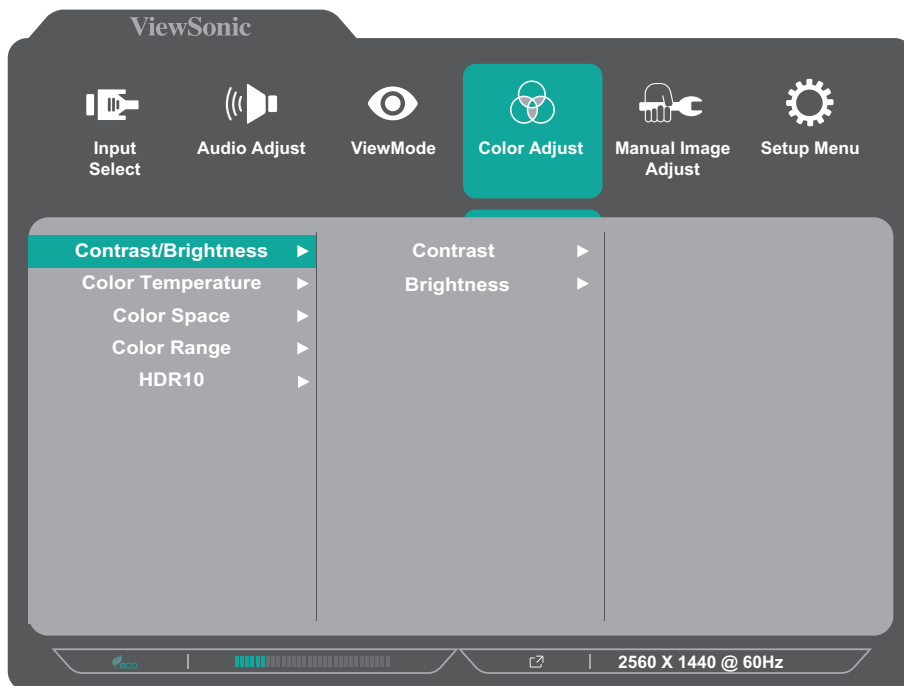 ViewSonic
Input
Select
Audio Adjust
ViewMode
Color Adjust
Manual Image
Adjust
Setup Menu
Contrast/Brightness
Color Temperature
Color Space
Color Range
HDR10
Contrast
Brightness
eco
2560 X 1440 @ 60Hz